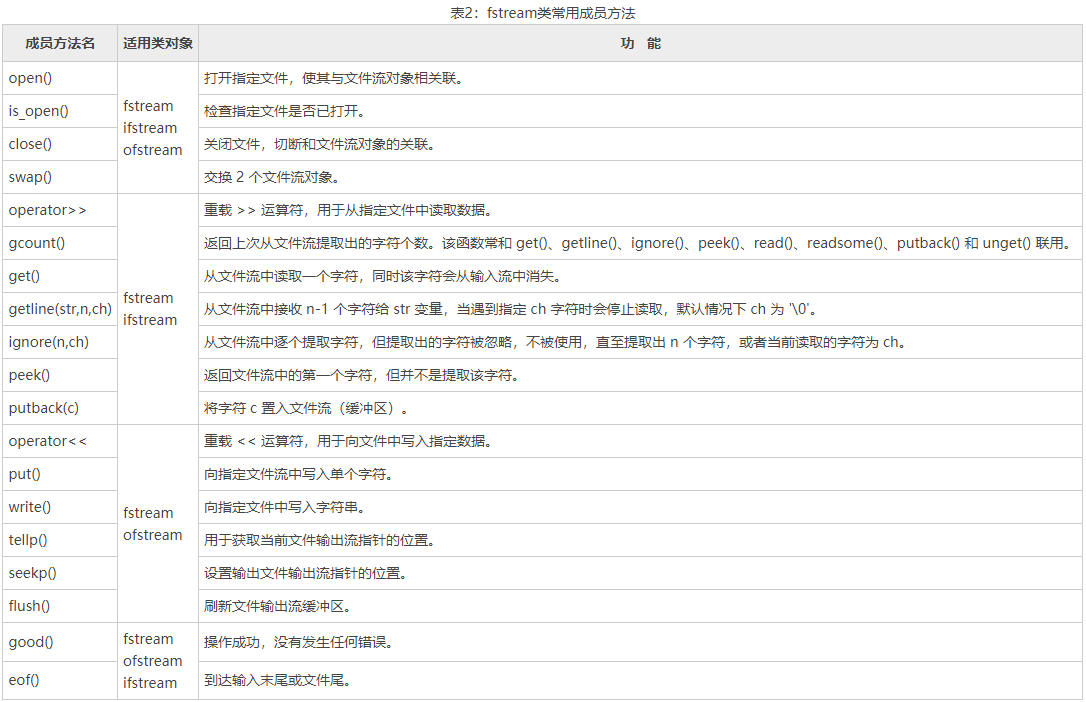 表2：fstream类常用成员方法
成员方法名 适用类对象 功 能
open() 打开指定文件，使其与文件流对象相关联。
fstream
is_open() 检查指定文件是否已打开。
ifstream
close() 关闭文件，切断和文件流对象的关联。
ofstream
swap() 交换 2 个文件流对象。
operator>> 重载 >> 运算符，用于从指定文件中读取数据。
gcount() 返回上次从文件流提取出的字符个数。该函数常和 get()、getline()、ignore()、peek()、read()、readsome()、putback() 和 unget() 联用。
get() 从文件流中读取一个字符，同时该字符会从输入流中消失。
fstream
getline(str,n,ch) 从文件流中接收 n-1 个字符给 str 变量，当遇到指定 ch 字符时会停止读取，默认情况下 ch 为 '\0'。
ifstream
ignore(n,ch) 从文件流中逐个提取字符，但提取出的字符被忽略，不被使用，直至提取出 n 个字符，或者当前读取的字符为 ch。
peek() 返回文件流中的第一个字符，但并不是提取该字符。
putback(c) 将字符 c 置入文件流（缓冲区）。
operator<< 重载 << 运算符，用于向文件中写入指定数据。
put() 向指定文件流中写入单个字符。
write() 向指定文件中写入字符串。
fstream
ofstream
tellp() 用于获取当前文件输出流指针的位置。
seekp() 设置输出文件输出流指针的位置。
flush() 刷新文件输出流缓冲区。
good() 操作成功，没有发生任何错误。
fstream
ofstream
ifstream
eof() 到达输入末尾或文件尾。